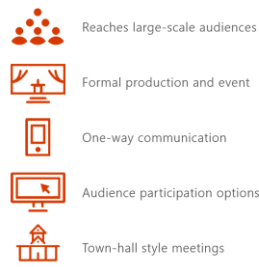 Reaches large-scale audiences
Formal production and event
One-way communication
Audience participation options
Town-hall style meetings